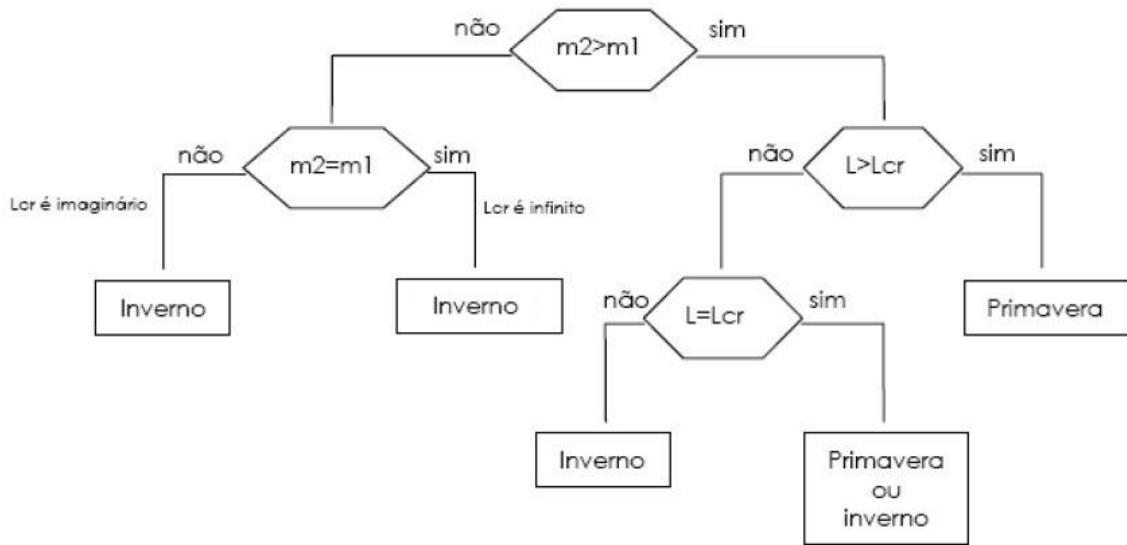 não
m2>m1
sim
não
m2=m1
sim
não
L>Lcr
sim
Lcr é imaginário
Lcr é infinito
Inverno
Inverno
não
L=Lcr
sim
Primavera
Inverno
Primavera
ou
inverno